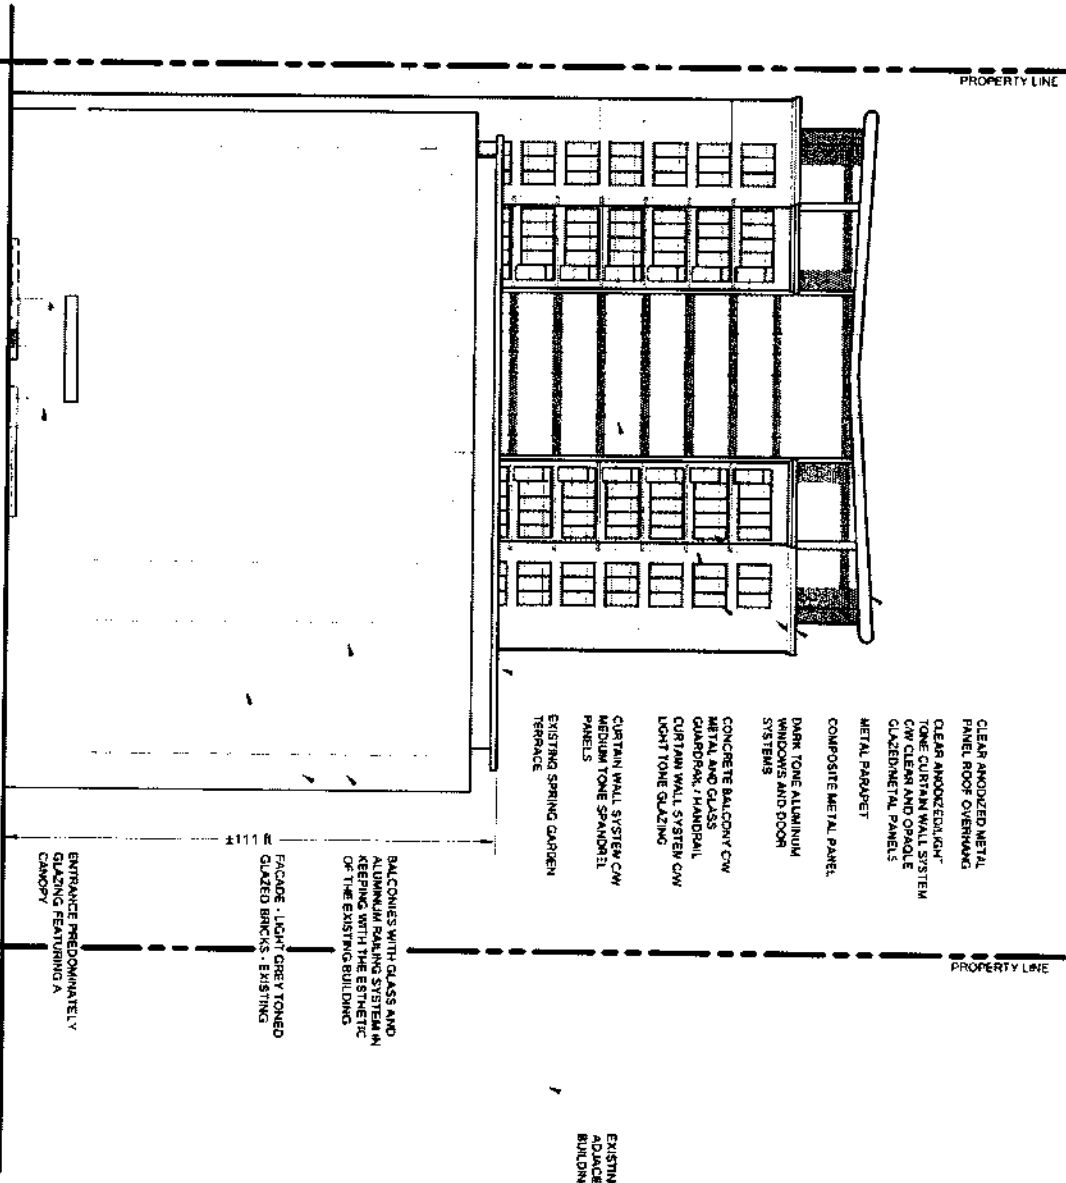 PROPERTY LINE
CLEAR ANODIZED METAL
PANEL ROOF OVERHANG
CLEAR ANODIZED/LIGHT
TONE CURTAIN WALL SYSTEM
C/W CLEAR AND OPAQUE
GLAZED/METAL PANELS
METAL PARAPET
COMPOSITE METAL PANEL
DARK TONE ALUMINUM
WINDOWS AND DOOR
SYSTEMS
CONCRETE BALCONY C/W
METAL AND GLASS
GUARDRAIL / HANDRAIL
CURTAIN WALL SYSTEM C/W
LIGHT TONE GLAZING
CURTAIN WALL SYSTEM C/W
MEDIUM TONE SPANDREL
PANELS
EXISTING SPRING GARDEN
TERRACE
±111 ft
BALCONIES WITH GLASS AND
ALUMINUM RAILING SYSTEM IN
KEEPING WITH THE ESTHETIC
OF THE EXISTING BUILDING
FACADE - LIGHT GREY TONED
GLAZED BRICKS - EXISTING
ENTRANCE PREDOMINATELY
GLAZING FEATURING A
CANOPY
PROPERTY LINE
EXISTIN
ADJACE
BUILDIN